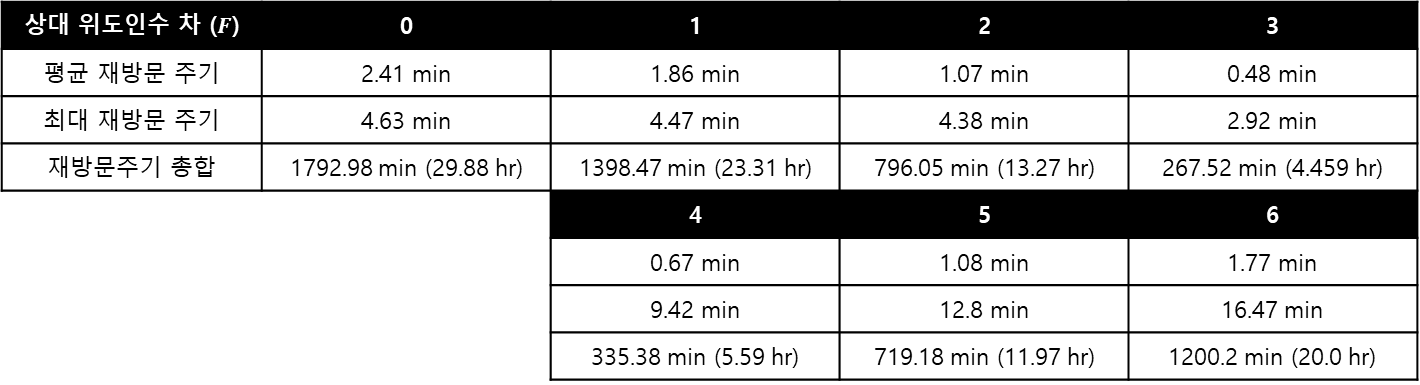 상대 위도인수 차 (F) 0 1 2 3
평균 재방문 주기 2.41 min 1.86 min 1.07 min 0.48 min
최대 재방문 주기 4.63 min 4.47 min 4.38 min 2.92 min
재방문주기 총합 1792.98 min (29.88 hr) 1398.47 min (23.31 hr) 796.05 min (13.27 hr) 267.52 min (4.459 hr)
4 5 6
0.67 min 1.08 min 1.77 min
9.42 min 12.8 min 16.47 min
335.38 min (5.59 hr) 719.18 min (11.97 hr) 1200.2 min (20.0 hr)